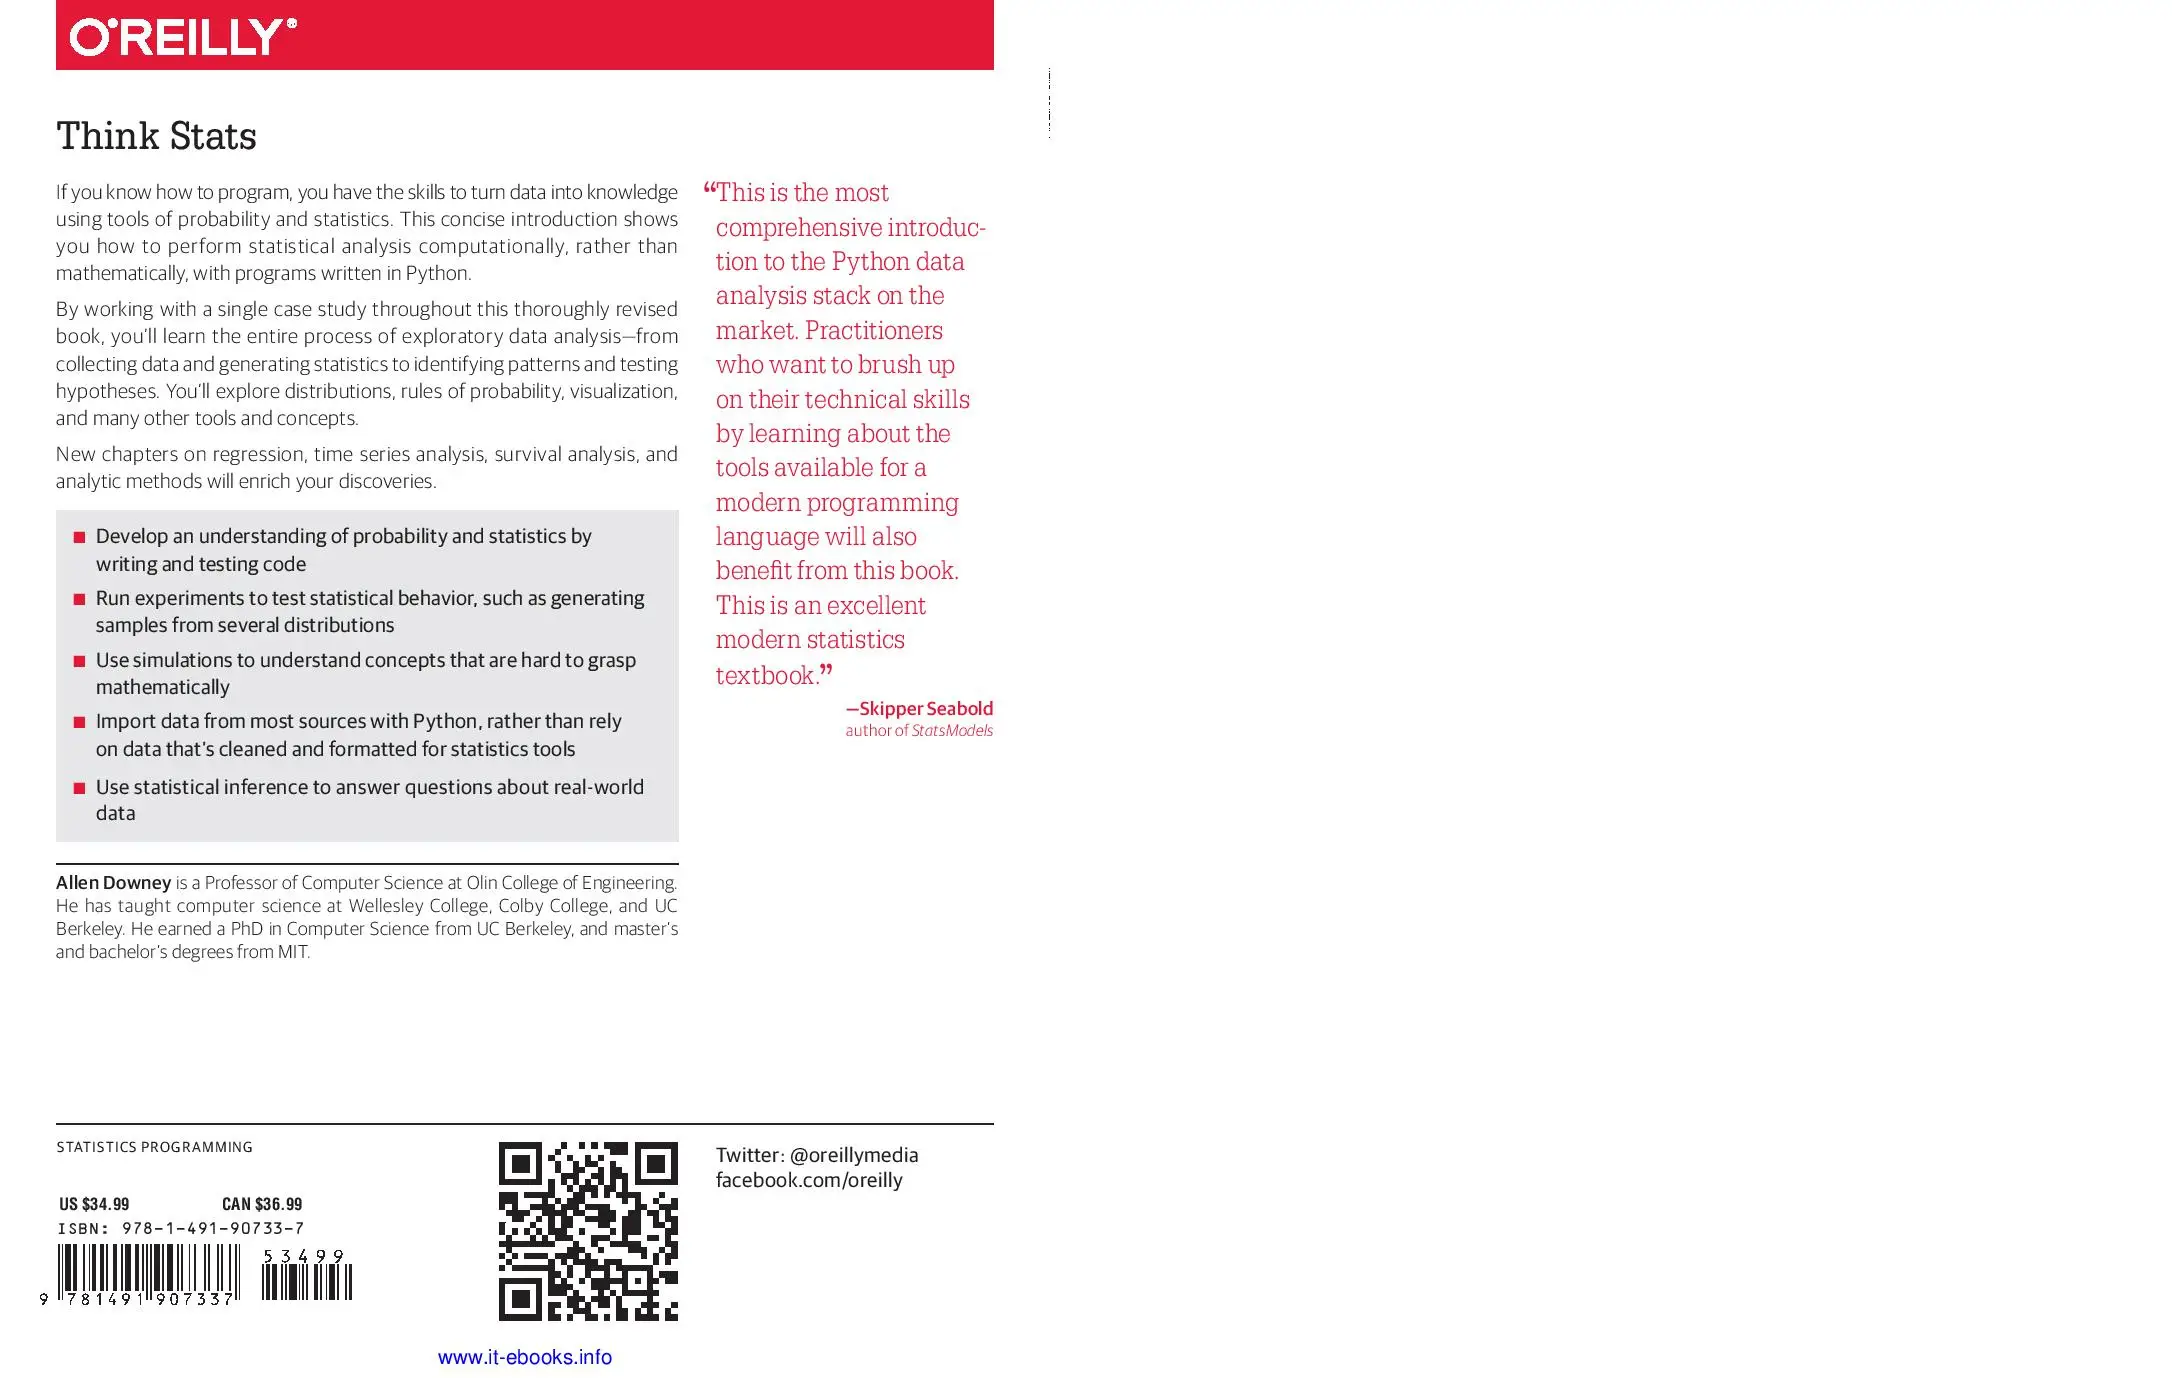 O'REILLY®
Think Stats
If you know how to program, you have the skills to turn data into knowledge
using tools of probability and statistics. This concise introduction shows
you how to perform statistical analysis computationally, rather than
mathematically, with programs written in Python.
By working with a single case study throughout this thoroughly revised
book, you’ll learn the entire process of exploratory data analysis—from
collecting data and generating statistics to identifying patterns and testing
hypotheses. You’ll explore distributions, rules of probability, visualization,
and many other tools and concepts.
New chapters on regression, time series analysis, survival analysis, and
analytic methods will enrich your discoveries.
■ Develop an understanding of probability and statistics by
writing and testing code
■ Run experiments to test statistical behavior, such as generating
samples from several distributions
■ Use simulations to understand concepts that are hard to grasp
mathematically
■ Import data from most sources with Python, rather than rely
on data that’s cleaned and formatted for statistics tools
■ Use statistical inference to answer questions about real-world
data
Allen Downey is a Professor of Computer Science at Olin College of Engineering.
He has taught computer science at Wellesley College, Colby College, and UC
Berkeley. He earned a PhD in Computer Science from UC Berkeley, and master’s
and bachelor’s degrees from MIT.
“This is the most
comprehensive introduc-
tion to the Python data
analysis stack on the
market. Practitioners
who want to brush up
on their technical skills
by learning about the
tools available for a
modern programming
language will also
benefit from this book.
This is an excellent
modern statistics
textbook.”
—Skipper Seabold
author of StatsModels
STATISTICS PROGRAMMING
US $34.99 CAN $36.99
ISBN: 978-1-491-90733-7
53499
9 781491 907337
Twitter: @oreillymedia
facebook.com/oreilly
www.it-ebooks.info